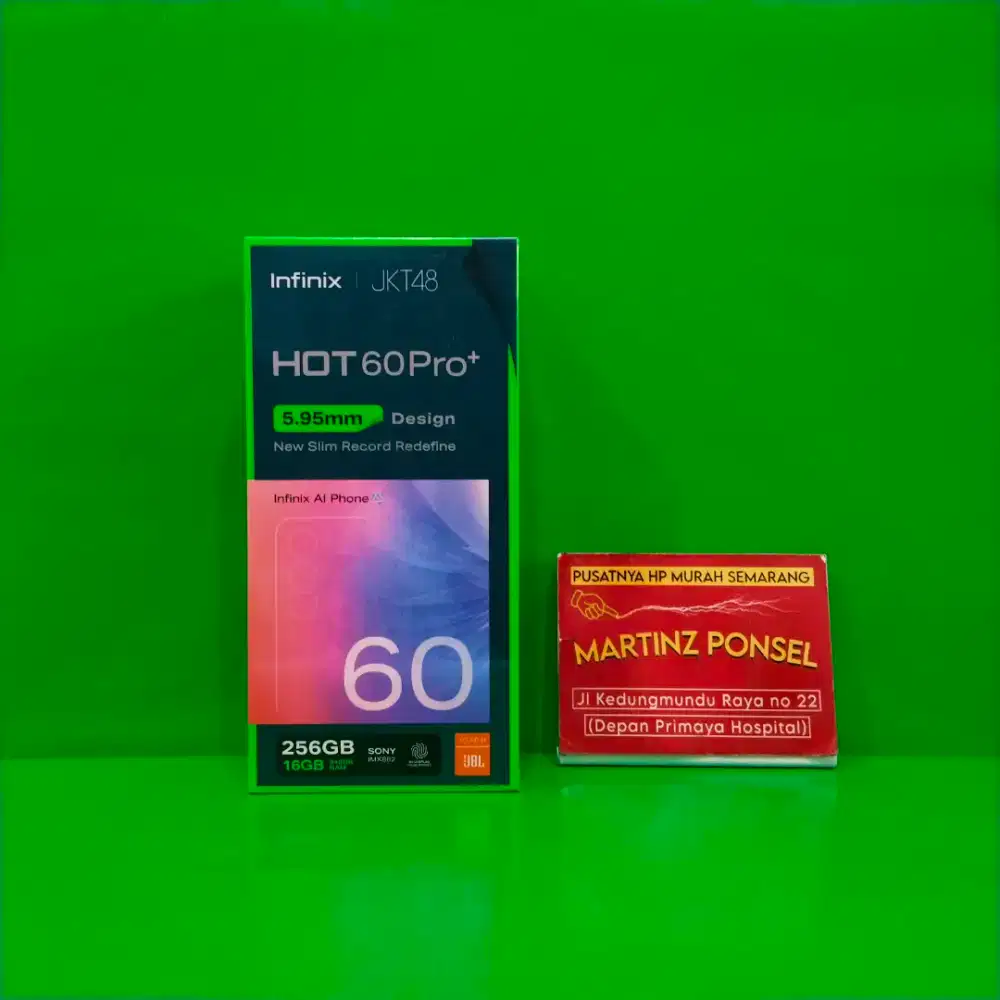 Infinix | JKT48
HOT 60 Pro+
5.95mm Design
New Slim Record Redefine
Infinix AI Phone
60
256GB
16GB
SONY
IMX882
JBL
PUSATNYA HP MURAH SEMARANG
MARTINZ PONSEL
Jl Kedungmundu Raya no 22
(Depan Primaya Hospital)